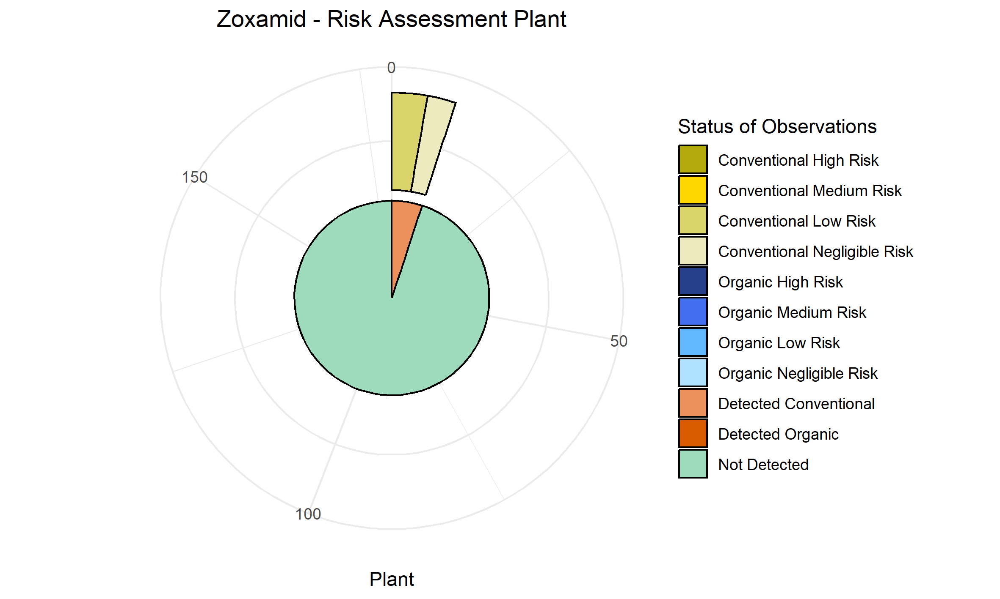 Zoxamid - Risk Assessment Plant
0
50
100
150
Plant
Status of Observations
Conventional High Risk
Conventional Medium Risk
Conventional Low Risk
Conventional Negligible Risk
Organic High Risk
Organic Medium Risk
Organic Low Risk
Organic Negligible Risk
Detected Conventional
Detected Organic
Not Detected